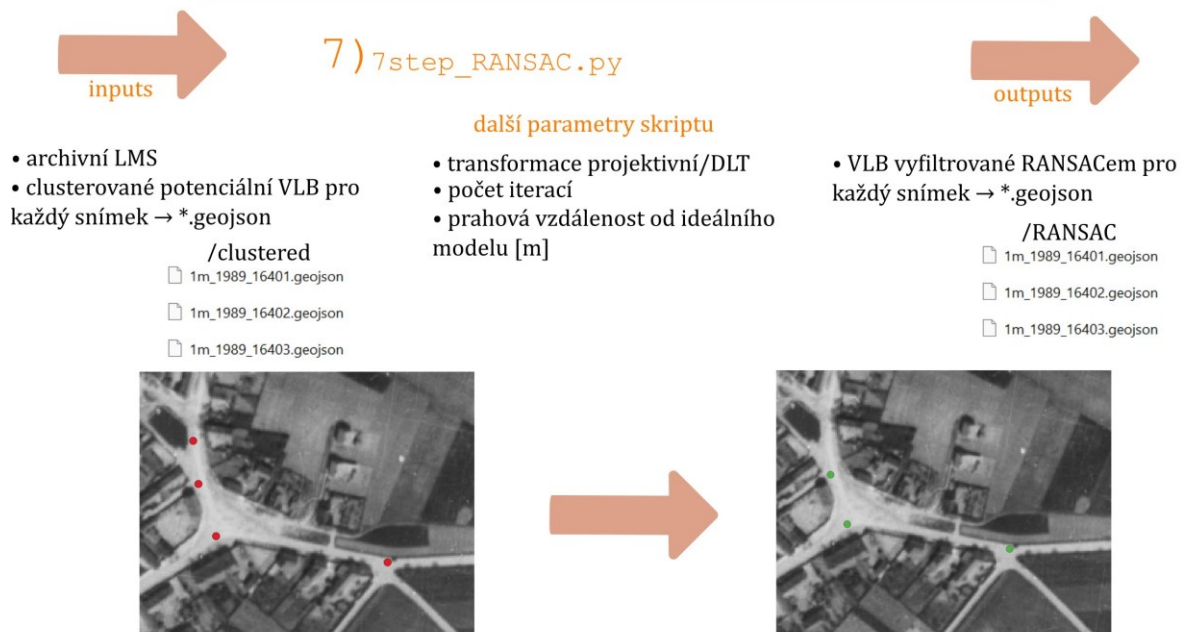 inputs
7) 7step_RANSAC.py
outputs
• archivní LMS
• clusterované potenciální VLB pro
každý snímek → *.geojson
/clustered
1m_1989_16401.geojson
1m_1989_16402.geojson
1m_1989_16403.geojson
další parametry skriptu
• transformace projektivní/DLT
• počet iterací
• prahová vzdálenost od ideálního
modelu [m]
• VLB vyfiltrované RANSACem pro
každý snímek → *.geojson
/RANSAC
1m_1989_16401.geojson
1m_1989_16402.geojson
1m_1989_16403.geojson